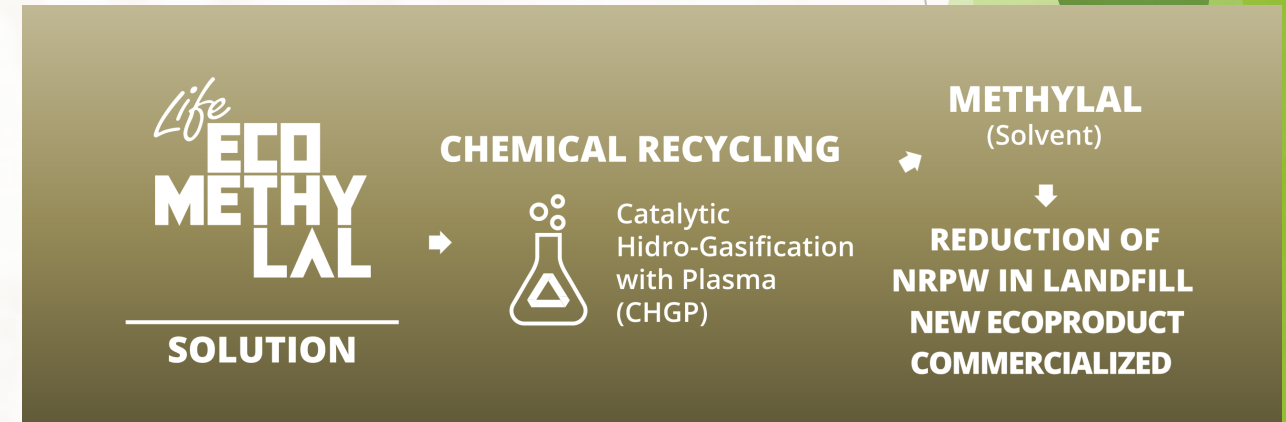 Life
ECO
METHY
LAL
SOLUTION
CHEMICAL RECYCLING
Catalytic
Hidro-Gasification
with Plasma
(CHGP)
METHYLAL
(Solvent)
REDUCTION OF
NRPW IN LANDFILL
NEW ECOPRODUCT
COMMERCIALIZED